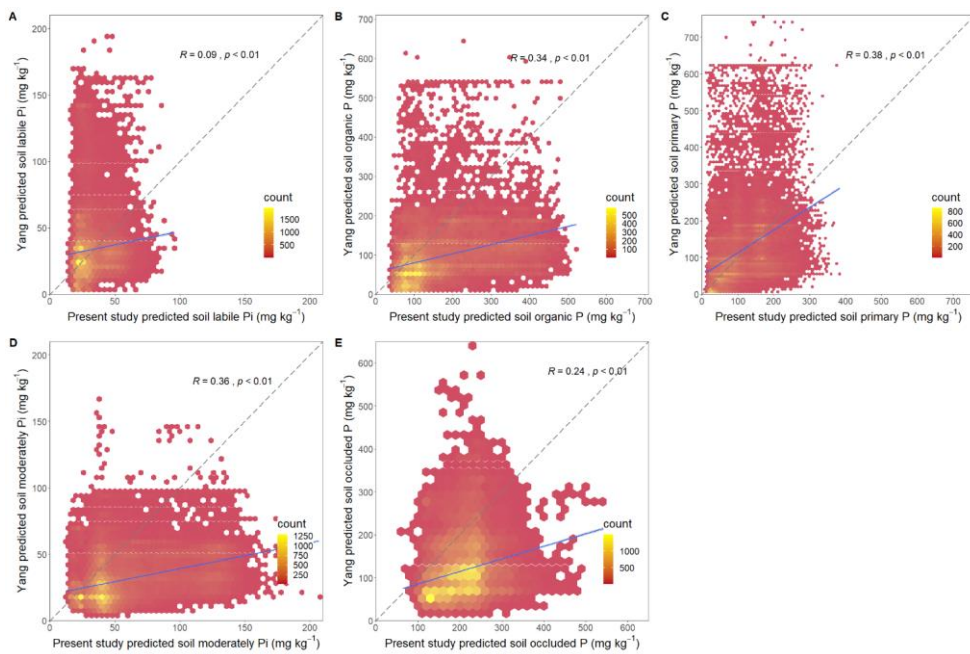 A
B
C
R = 0.09 , p < 0.01
R = 0.34 , p < 0.01
R = 0.38 , p < 0.01
Yang predicted soil labile Pi (mg kg⁻¹)
200
150
100
50
0
count
1500
1000
500
0 50 100 150 200
Present study predicted soil labile Pi (mg kg⁻¹)
Yang predicted soil organic P (mg kg⁻¹)
700
600
500
400
300
200
100
0
count
500
400
300
200
100
0 100 200 300 400 500 600 700
Present study predicted soil organic P (mg kg⁻¹)
Yang predicted soil primary P (mg kg⁻¹)
700
600
500
400
300
200
100
0
count
800
600
400
200
0 100 200 300 400 500 600 700
Present study predicted soil primary P (mg kg⁻¹)
D
E
R = 0.36 , p < 0.01
R = 0.24 , p < 0.01
Yang predicted soil moderately Pi (mg kg⁻¹)
200
150
100
50
0
count
1250
1000
750
500
250
0 50 100 150 200
Present study predicted soil moderately Pi (mg kg⁻¹)
Yang predicted soil occluded P (mg kg⁻¹)
600
500
400
300
200
100
0
count
1000
500
0 100 200 300 400 500 600
Present study predicted soil occluded P (mg kg⁻¹)